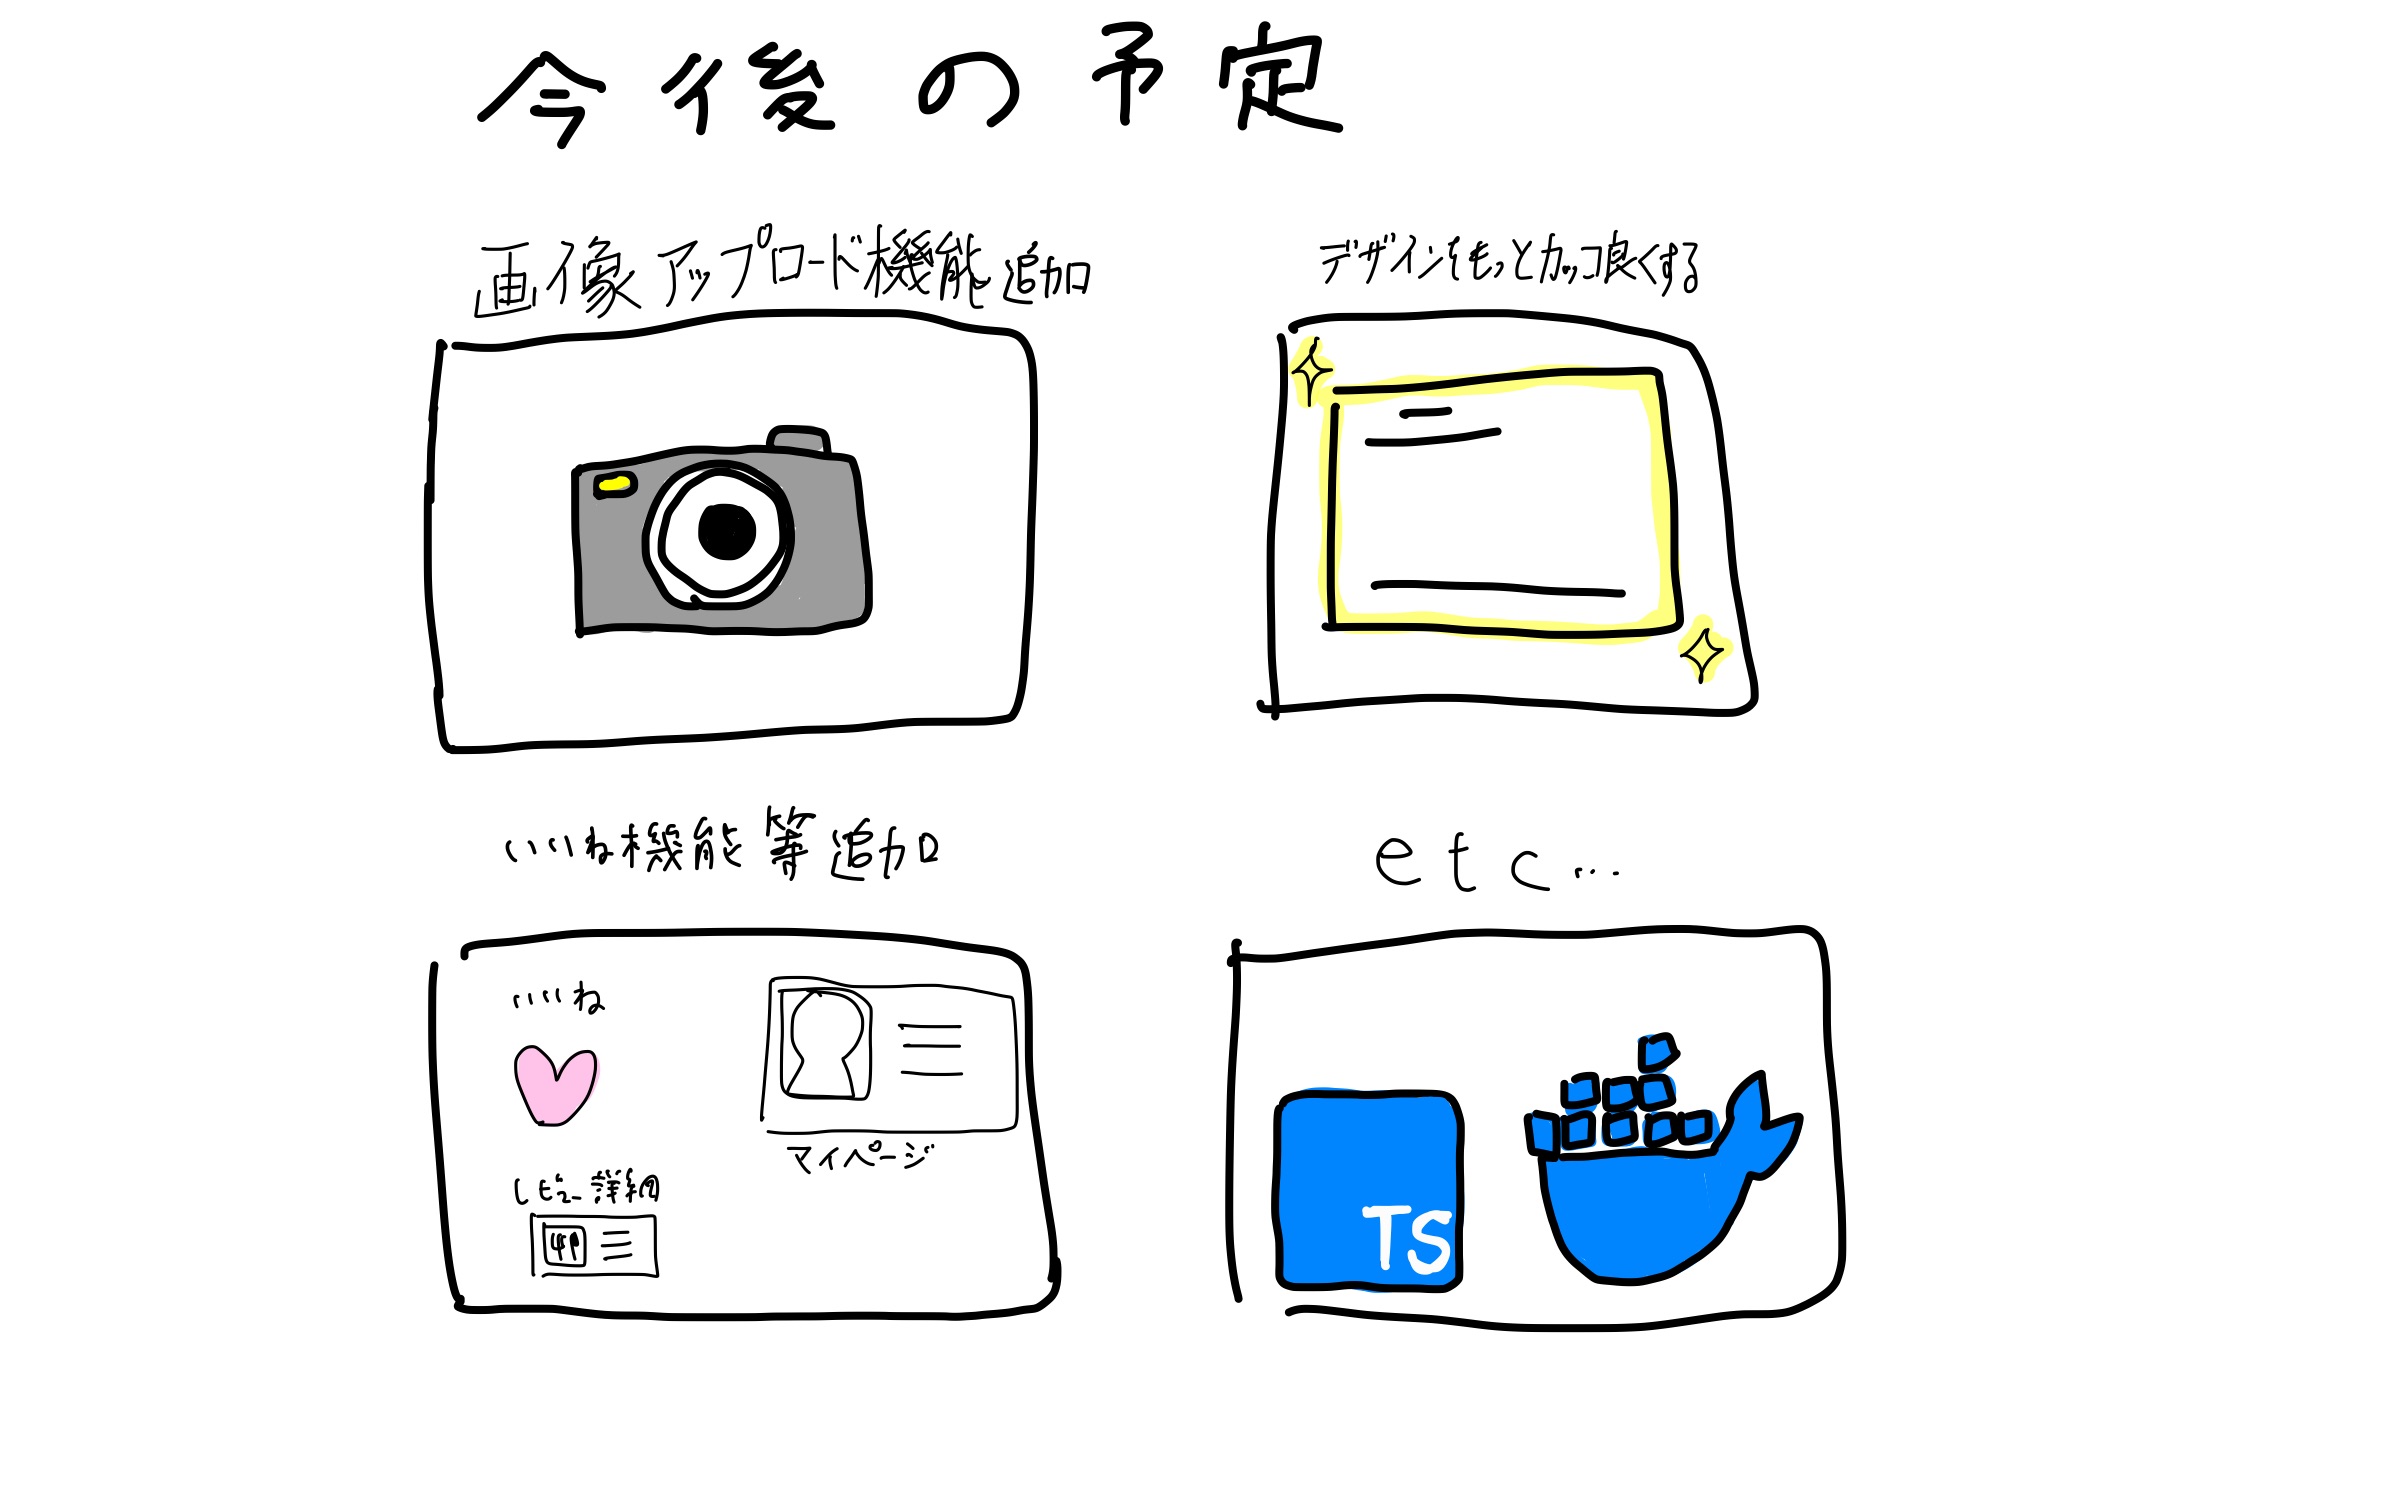 今後の予定
画像アップロード機能追加
デザインをもっとカッコ良くする
いいね機能等追加
etc...
いいね
マイページ
レビュー詳細
TS